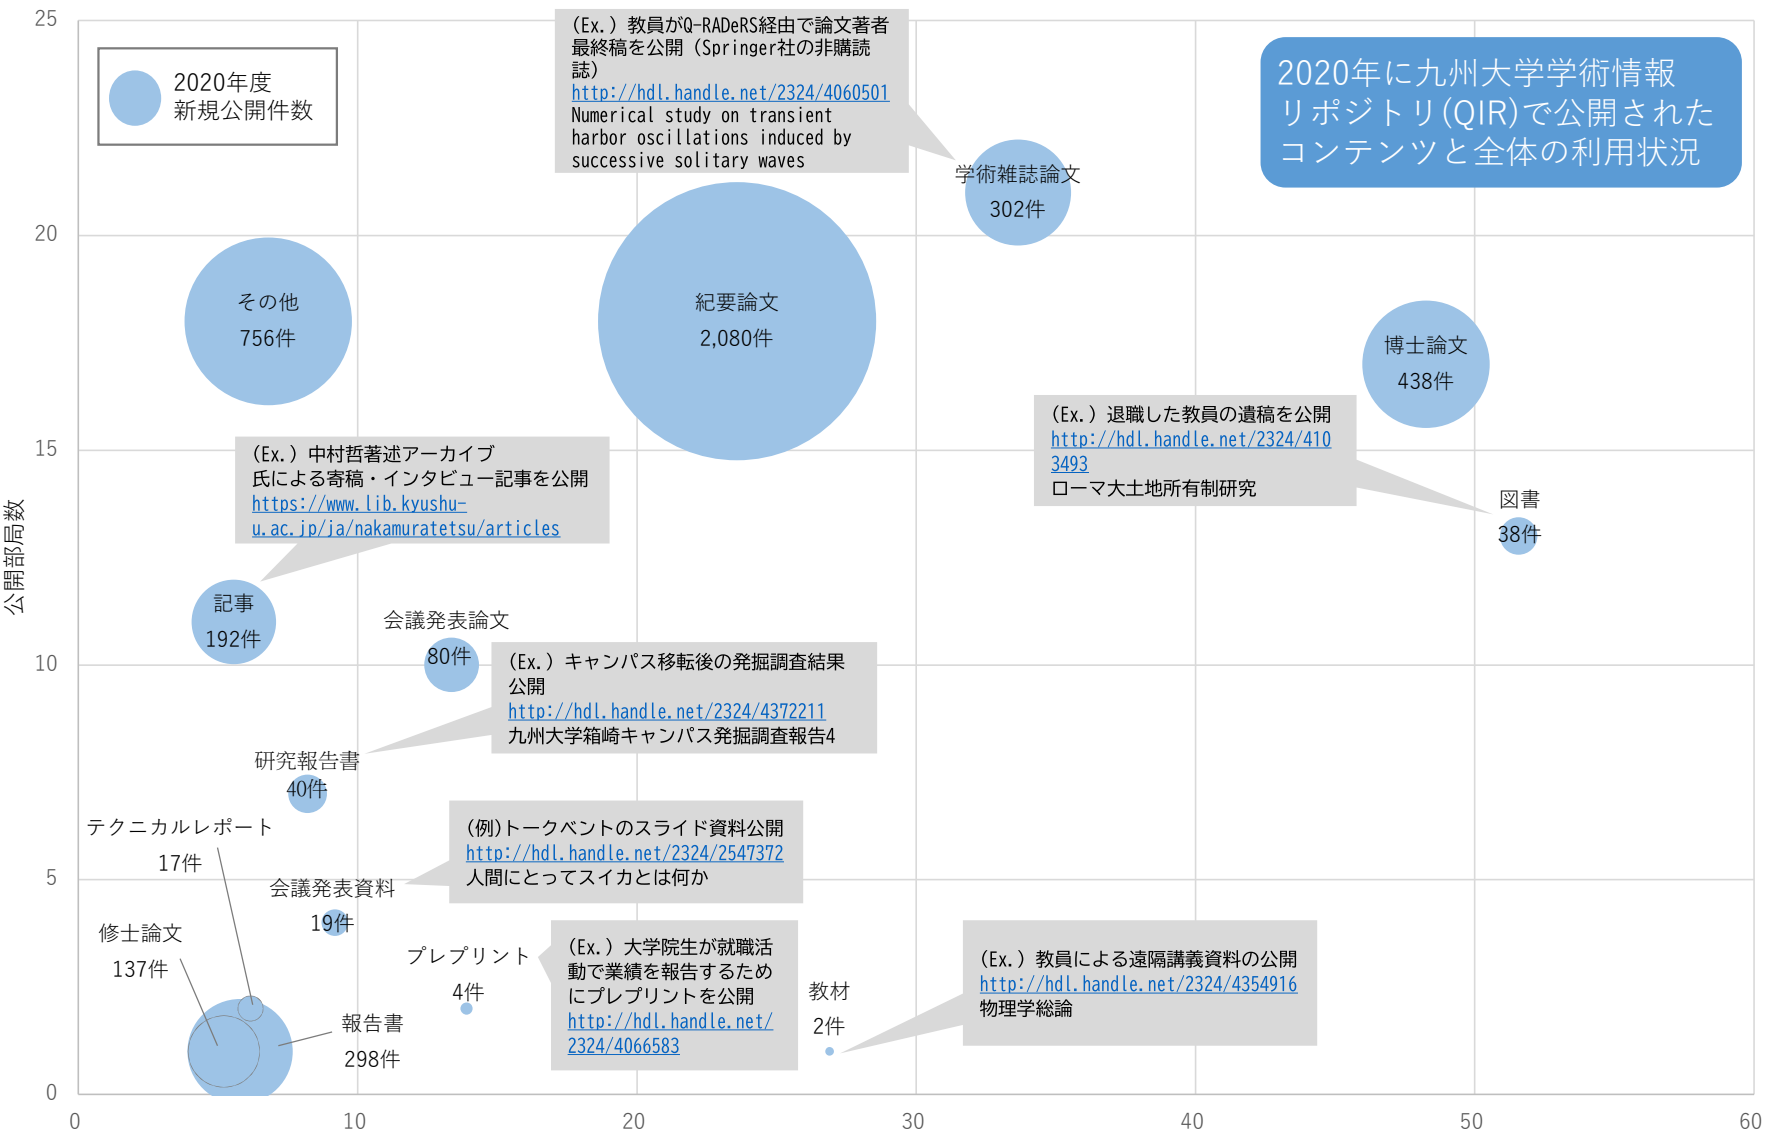 25
20
15
10
5
0
公開部局数
0
10
20
30
40
50
60
2020年度
新規公開件数
2020年に九州大学学術情報
リポジトリ(QIR)で公開された
コンテンツと全体の利用状況
(Ex.) 教員がQ-RADeRS経由で論文著者
最終稿を公開（Springer社の非購読
誌）
http://hdl.handle.net/2324/4060501
Numerical study on transient
harbor oscillations induced by
successive solitary waves
学術雑誌論文
302件
その他
756件
紀要論文
2,080件
博士論文
438件
(Ex.) 退職した教員の遺稿を公開
http://hdl.handle.net/2324/410
3493
ローマ大土地所有制研究
図書
38件
(Ex.) 中村哲著述アーカイブ
氏による寄稿・インタビュー記事を公開
https://www.lib.kyushu-
u.ac.jp/ja/nakamuratetsu/articles
記事
192件
会議発表論文
80件
(Ex.) キャンパス移転後の発掘調査結果
公開
http://hdl.handle.net/2324/4372211
九州大学箱崎キャンパス発掘調査報告4
研究報告書
40件
テクニカルレポート
17件
(例)トークベントのスライド資料公開
http://hdl.handle.net/2324/2547372
人間にとってスイカとは何か
会議発表資料
19件
修士論文
137件
プレプリント
4件
(Ex.) 大学院生が就職活
動で業績を報告するため
にプレプリントを公開
http://hdl.handle.net/
2324/4066583
教材
2件
(Ex.) 教員による遠隔講義資料の公開
http://hdl.handle.net/2324/4354916
物理学総論
報告書
298件